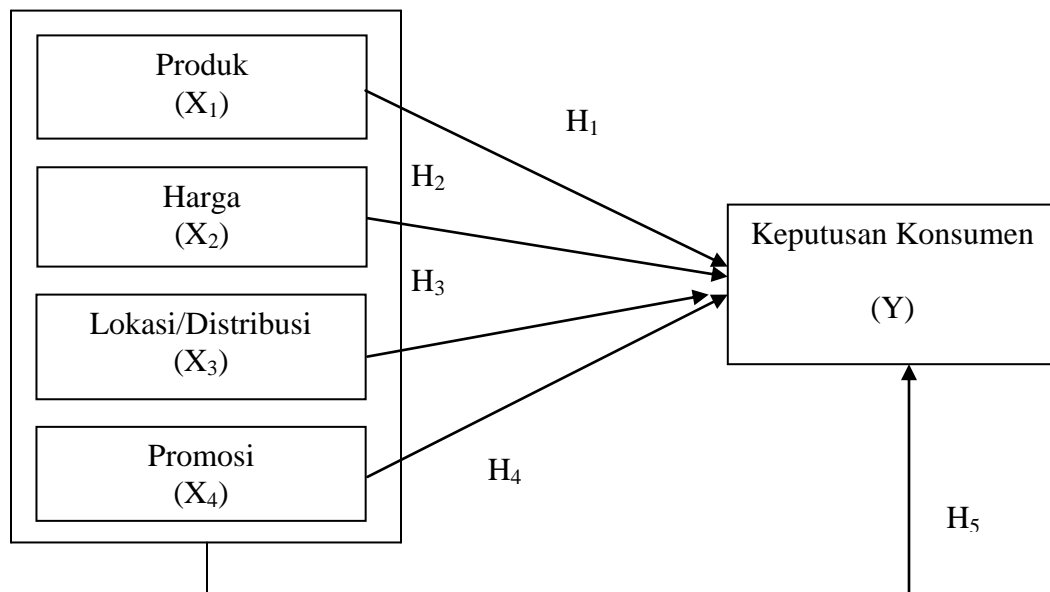 Produk
(X₁)
H₁
H₂
Harga
(X₂)
Keputusan Konsumen
(Y)
H₃
Lokasi/Distribusi
(X₃)
Promosi
(X₄)
H₄
H₅